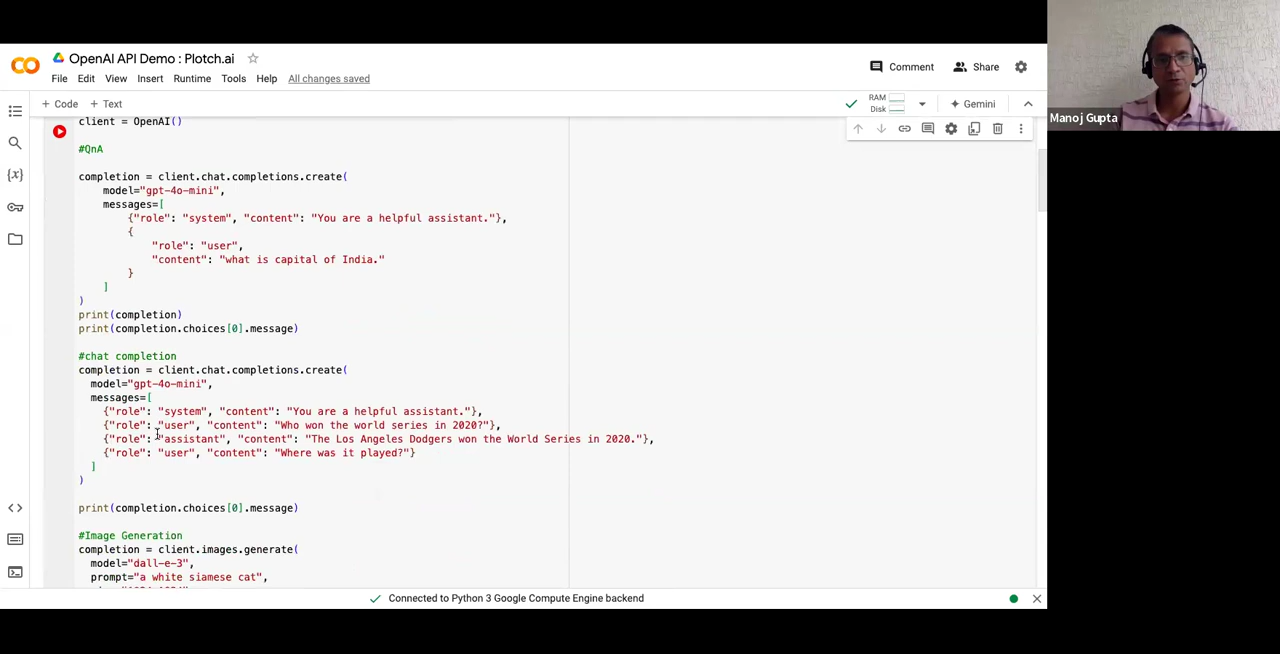 OpenAI API Demo : Plotch.ai
File Edit View Insert Runtime Tools Help All changes saved
Comment Share
Manoj Gupta
+ Code + Text
RAM
Disk
Gemini
client = OpenAI()
#QnA
completion = client.chat.completions.create(
model="gpt-4o-mini",
messages=[
{"role": "system", "content": "You are a helpful assistant."},
{
"role": "user",
"content": "what is capital of India."
}
]
)
print(completion)
print(completion.choices[0].message)
#chat completion
completion = client.chat.completions.create(
model="gpt-4o-mini",
messages=[
{"role": "system", "content": "You are a helpful assistant."},
{"role": "user", "content": "Who won the world series in 2020?"},
{"role": "assistant", "content": "The Los Angeles Dodgers won the World Series in 2020."},
{"role": "user", "content": "Where was it played?"}
]
)
print(completion.choices[0].message)
#Image Generation
completion = client.images.generate(
model="dall-e-3",
prompt="a white siamese cat",
Connected to Python 3 Google Compute Engine backend